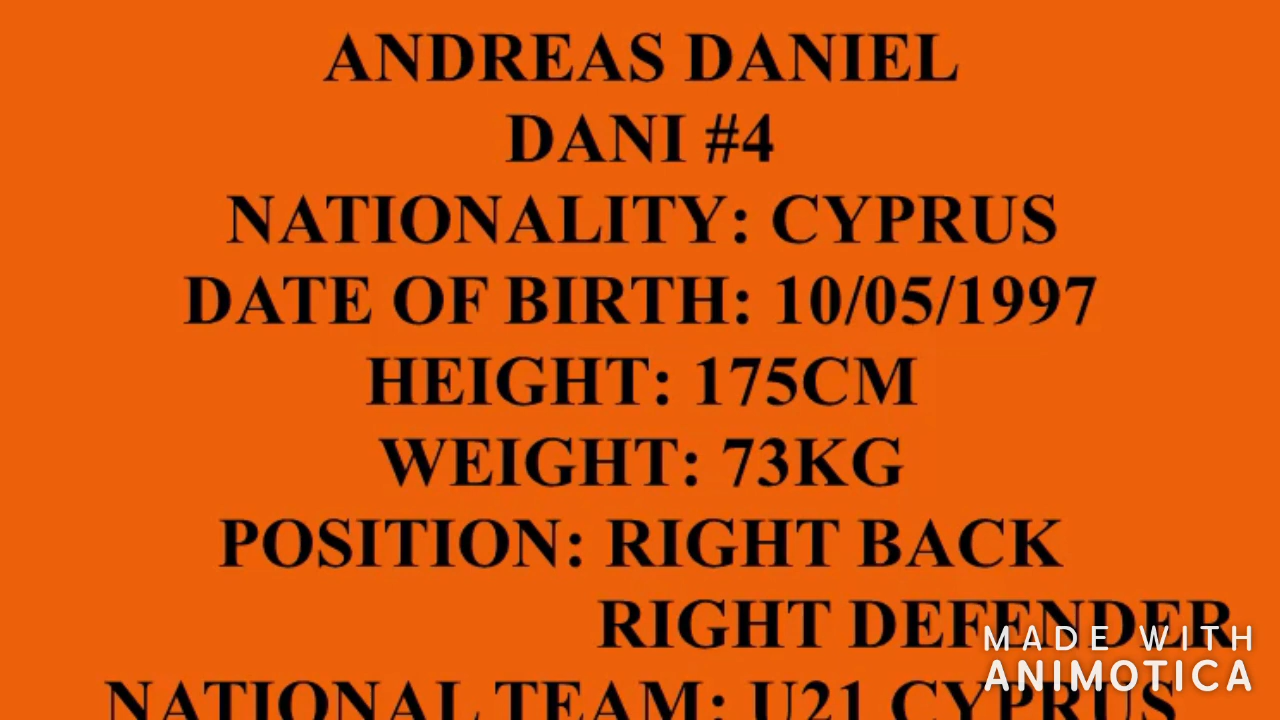 ANDREAS DANIEL
DANI #4
NATIONALITY: CYPRUS
DATE OF BIRTH: 10/05/1997
HEIGHT: 175CM
WEIGHT: 73KG
POSITION: RIGHT BACK
RIGHT DEFENDER
MADE WITH
ANIMOTICA
NATIONAL TEAM: U21 CYPRUS